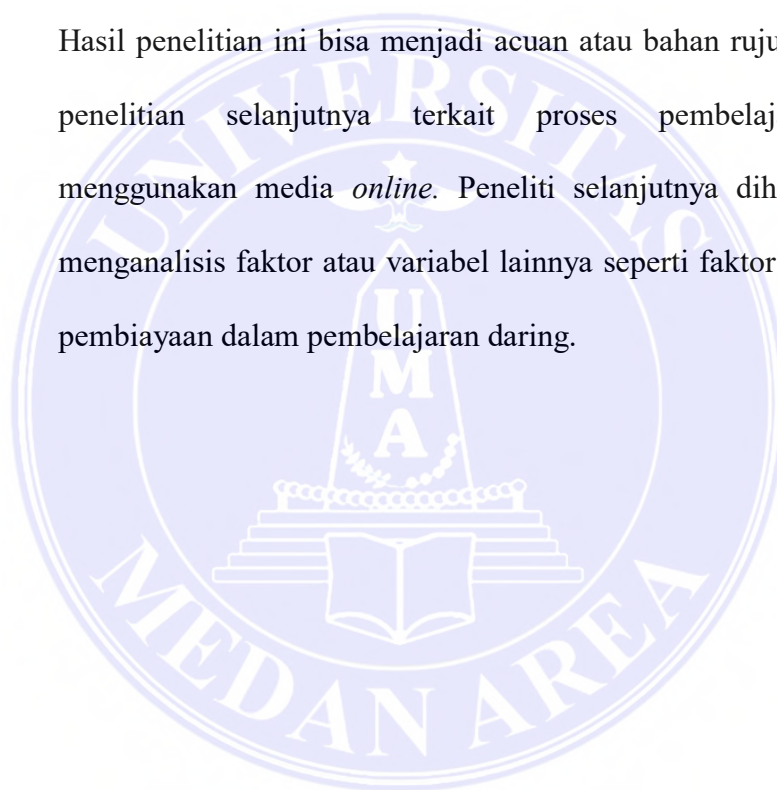 Hasil penelitian ini bisa menjadi acuan atau bahan ruju
penelitian selanjutnya terkait proses pembelaj
menggunakan media online. Peneliti selanjutnya dih
menganalisis faktor atau variabel lainnya seperti faktor
pembiayaan dalam pembelajaran daring.
UNIVERSITAS
UMA
MEDAN AREA